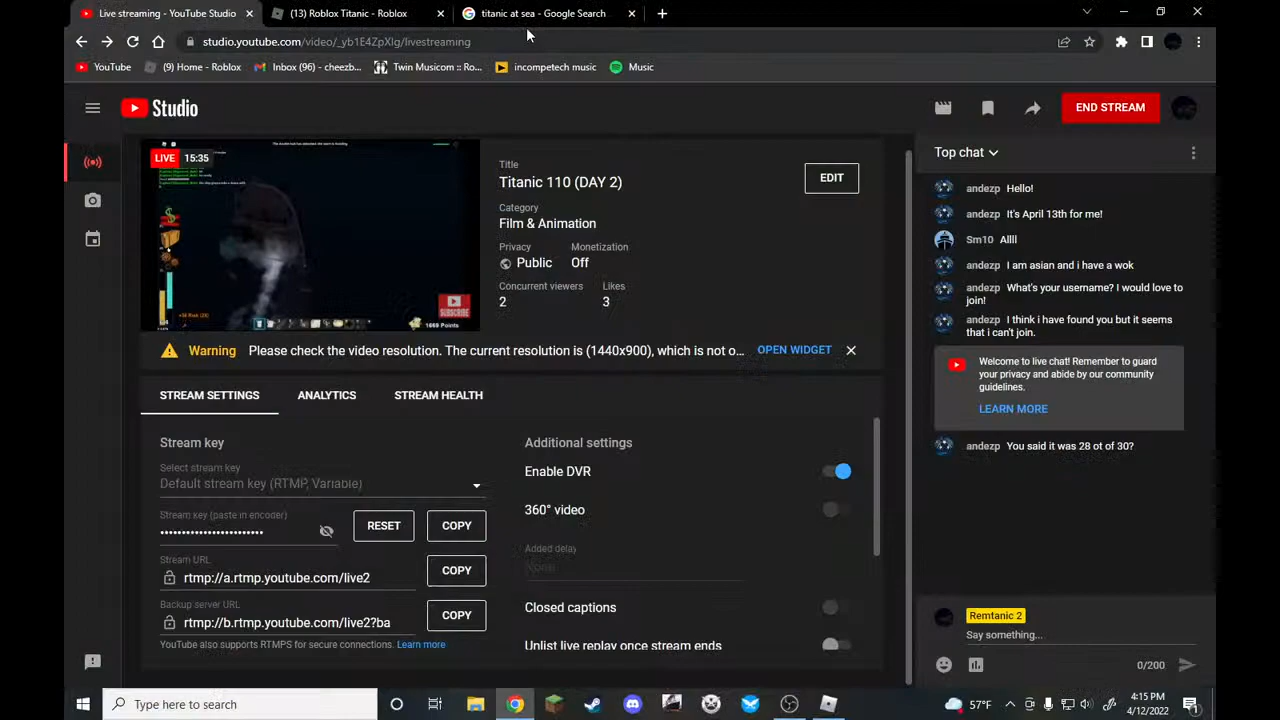 Live streaming - YouTube Studio
(13) Roblox Titanic - Roblox
titanic at sea - Google Search
studio.youtube.com/video/_yb1E4ZpXlg/livestreaming
YouTube
(9) Home - Roblox
Inbox (96) - cheezb...
Twin Musicom :: Ro...
incompetech music
Music
Studio
END STREAM
LIVE 15:35
SUBSCRIBE
1669 Points
Title
Titanic 110 (DAY 2)
EDIT
Category
Film & Animation
Privacy
Public
Monetization
Off
Concurrent viewers
2
Likes
3
Warning Please check the video resolution. The current resolution is (1440x900), which is not o... OPEN WIDGET
STREAM SETTINGS
ANALYTICS
STREAM HEALTH
Stream key
Select stream key
Default stream key (RTMP, Variable)
Stream key (paste in encoder)
RESET
COPY
Stream URL
rtmp://a.rtmp.youtube.com/live2
COPY
Backup server URL
rtmp://b.rtmp.youtube.com/live2?ba
COPY
YouTube also supports RTMPS for secure connections. Learn more
Additional settings
Enable DVR
360° video
Added delay
None
Closed captions
Unlist live replay once stream ends
Top chat
andezp Hello!
andezp It's April 13th for me!
Sm10 Allll
andezp I am asian and i have a wok
andezp What's your username? I would love to
join!
andezp I think i have found you but it seems
that i can't join.
Welcome to live chat! Remember to guard
your privacy and abide by our community
guidelines.
LEARN MORE
andezp You said it was 28 ot of 30?
Remtanic 2
Say something...
0/200
Type here to search
57°F
4:15 PM
4/12/2022